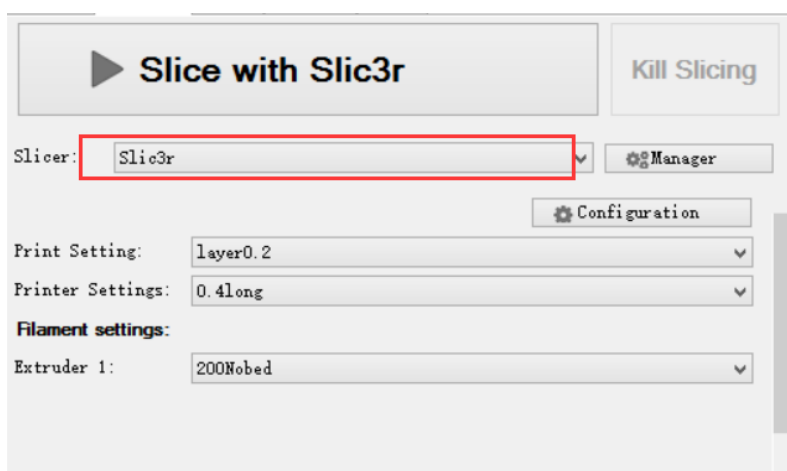 Slice with Slic3r
Kill Slicing
Slicer: Slic3r
Manager
Configuration
Print Setting: layer0.2
Printer Settings: 0.4long
Filament settings:
Extruder 1: 200Nobed